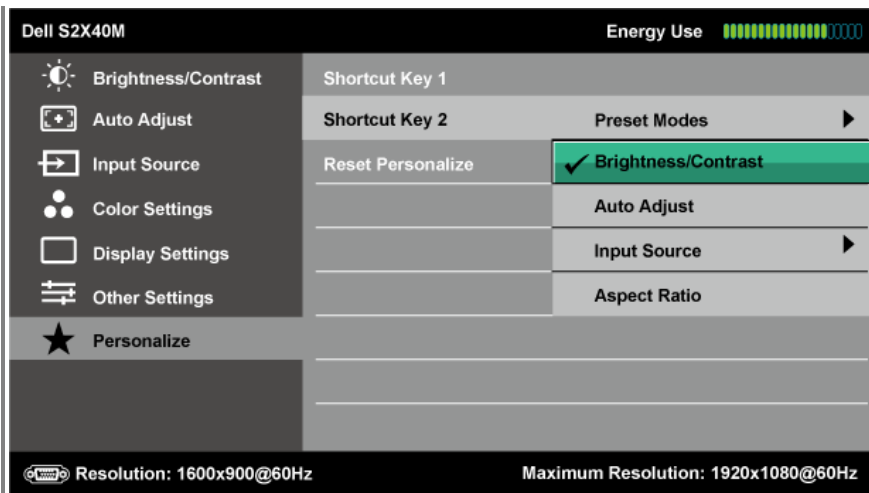 Dell S2X40M Energy Use
Brightness/Contrast Shortcut Key 1
Auto Adjust Shortcut Key 2 Preset Modes
Input Source Reset Personalize Brightness/Contrast
Color Settings Auto Adjust
Display Settings Input Source
Other Settings Aspect Ratio
Personalize
Resolution: 1600x900@60Hz Maximum Resolution: 1920x1080@60Hz